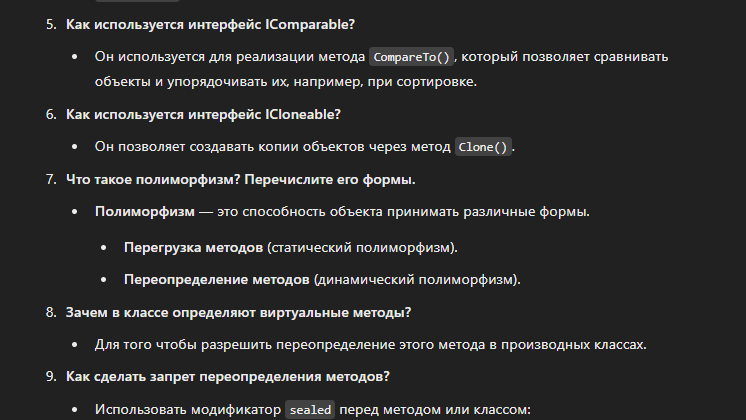 5. Как используется интерфейс IComparable?
• Он используется для реализации метода CompareTo(), который позволяет сравнивать
объекты и упорядочивать их, например, при сортировке.
6. Как используется интерфейс ICloneable?
• Он позволяет создавать копии объектов через метод Clone().
7. Что такое полиморфизм? Перечислите его формы.
• Полиморфизм — это способность объекта принимать различные формы.
• Перегрузка методов (статический полиморфизм).
• Переопределение методов (динамический полиморфизм).
8. Зачем в классе определяют виртуальные методы?
• Для того чтобы разрешить переопределение этого метода в производных классах.
9. Как сделать запрет переопределения методов?
• Использовать модификатор sealed перед методом или классом: